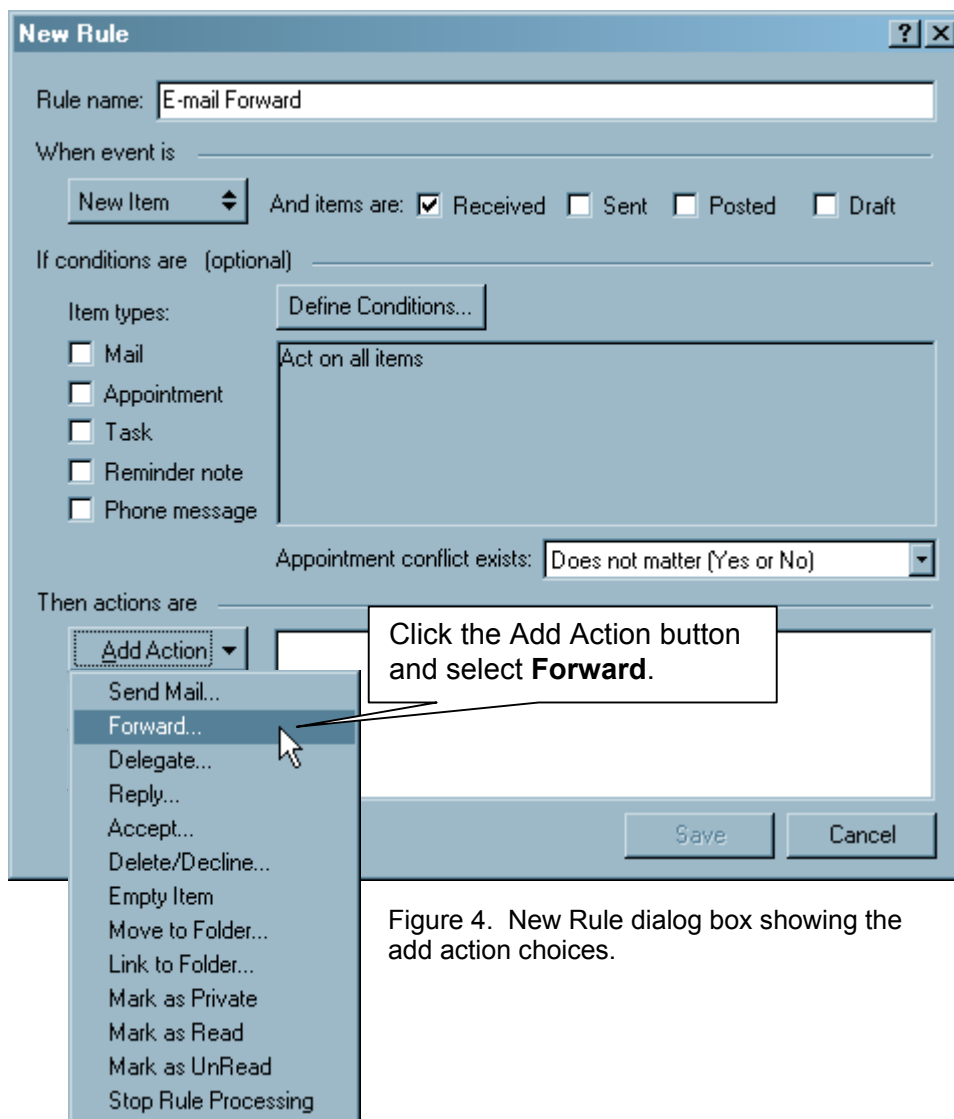 New Rule
Rule name: E-mail Forward
When event is
New Item And items are: Received Sent Posted Draft
If conditions are (optional)
Item types: Define Conditions...
Mail
Act on all items
Appointment
Task
Reminder note
Phone message
Appointment conflict exists: Does not matter (Yes or No)
Then actions are
Add Action
Click the Add Action button
and select Forward.
Send Mail...
Forward...
Delegate...
Reply...
Accept...
Delete/Decline...
Empty Item
Move to Folder...
Link to Folder...
Mark as Private
Mark as Read
Mark as UnRead
Stop Rule Processing
Save Cancel
Figure 4. New Rule dialog box showing the
add action choices.